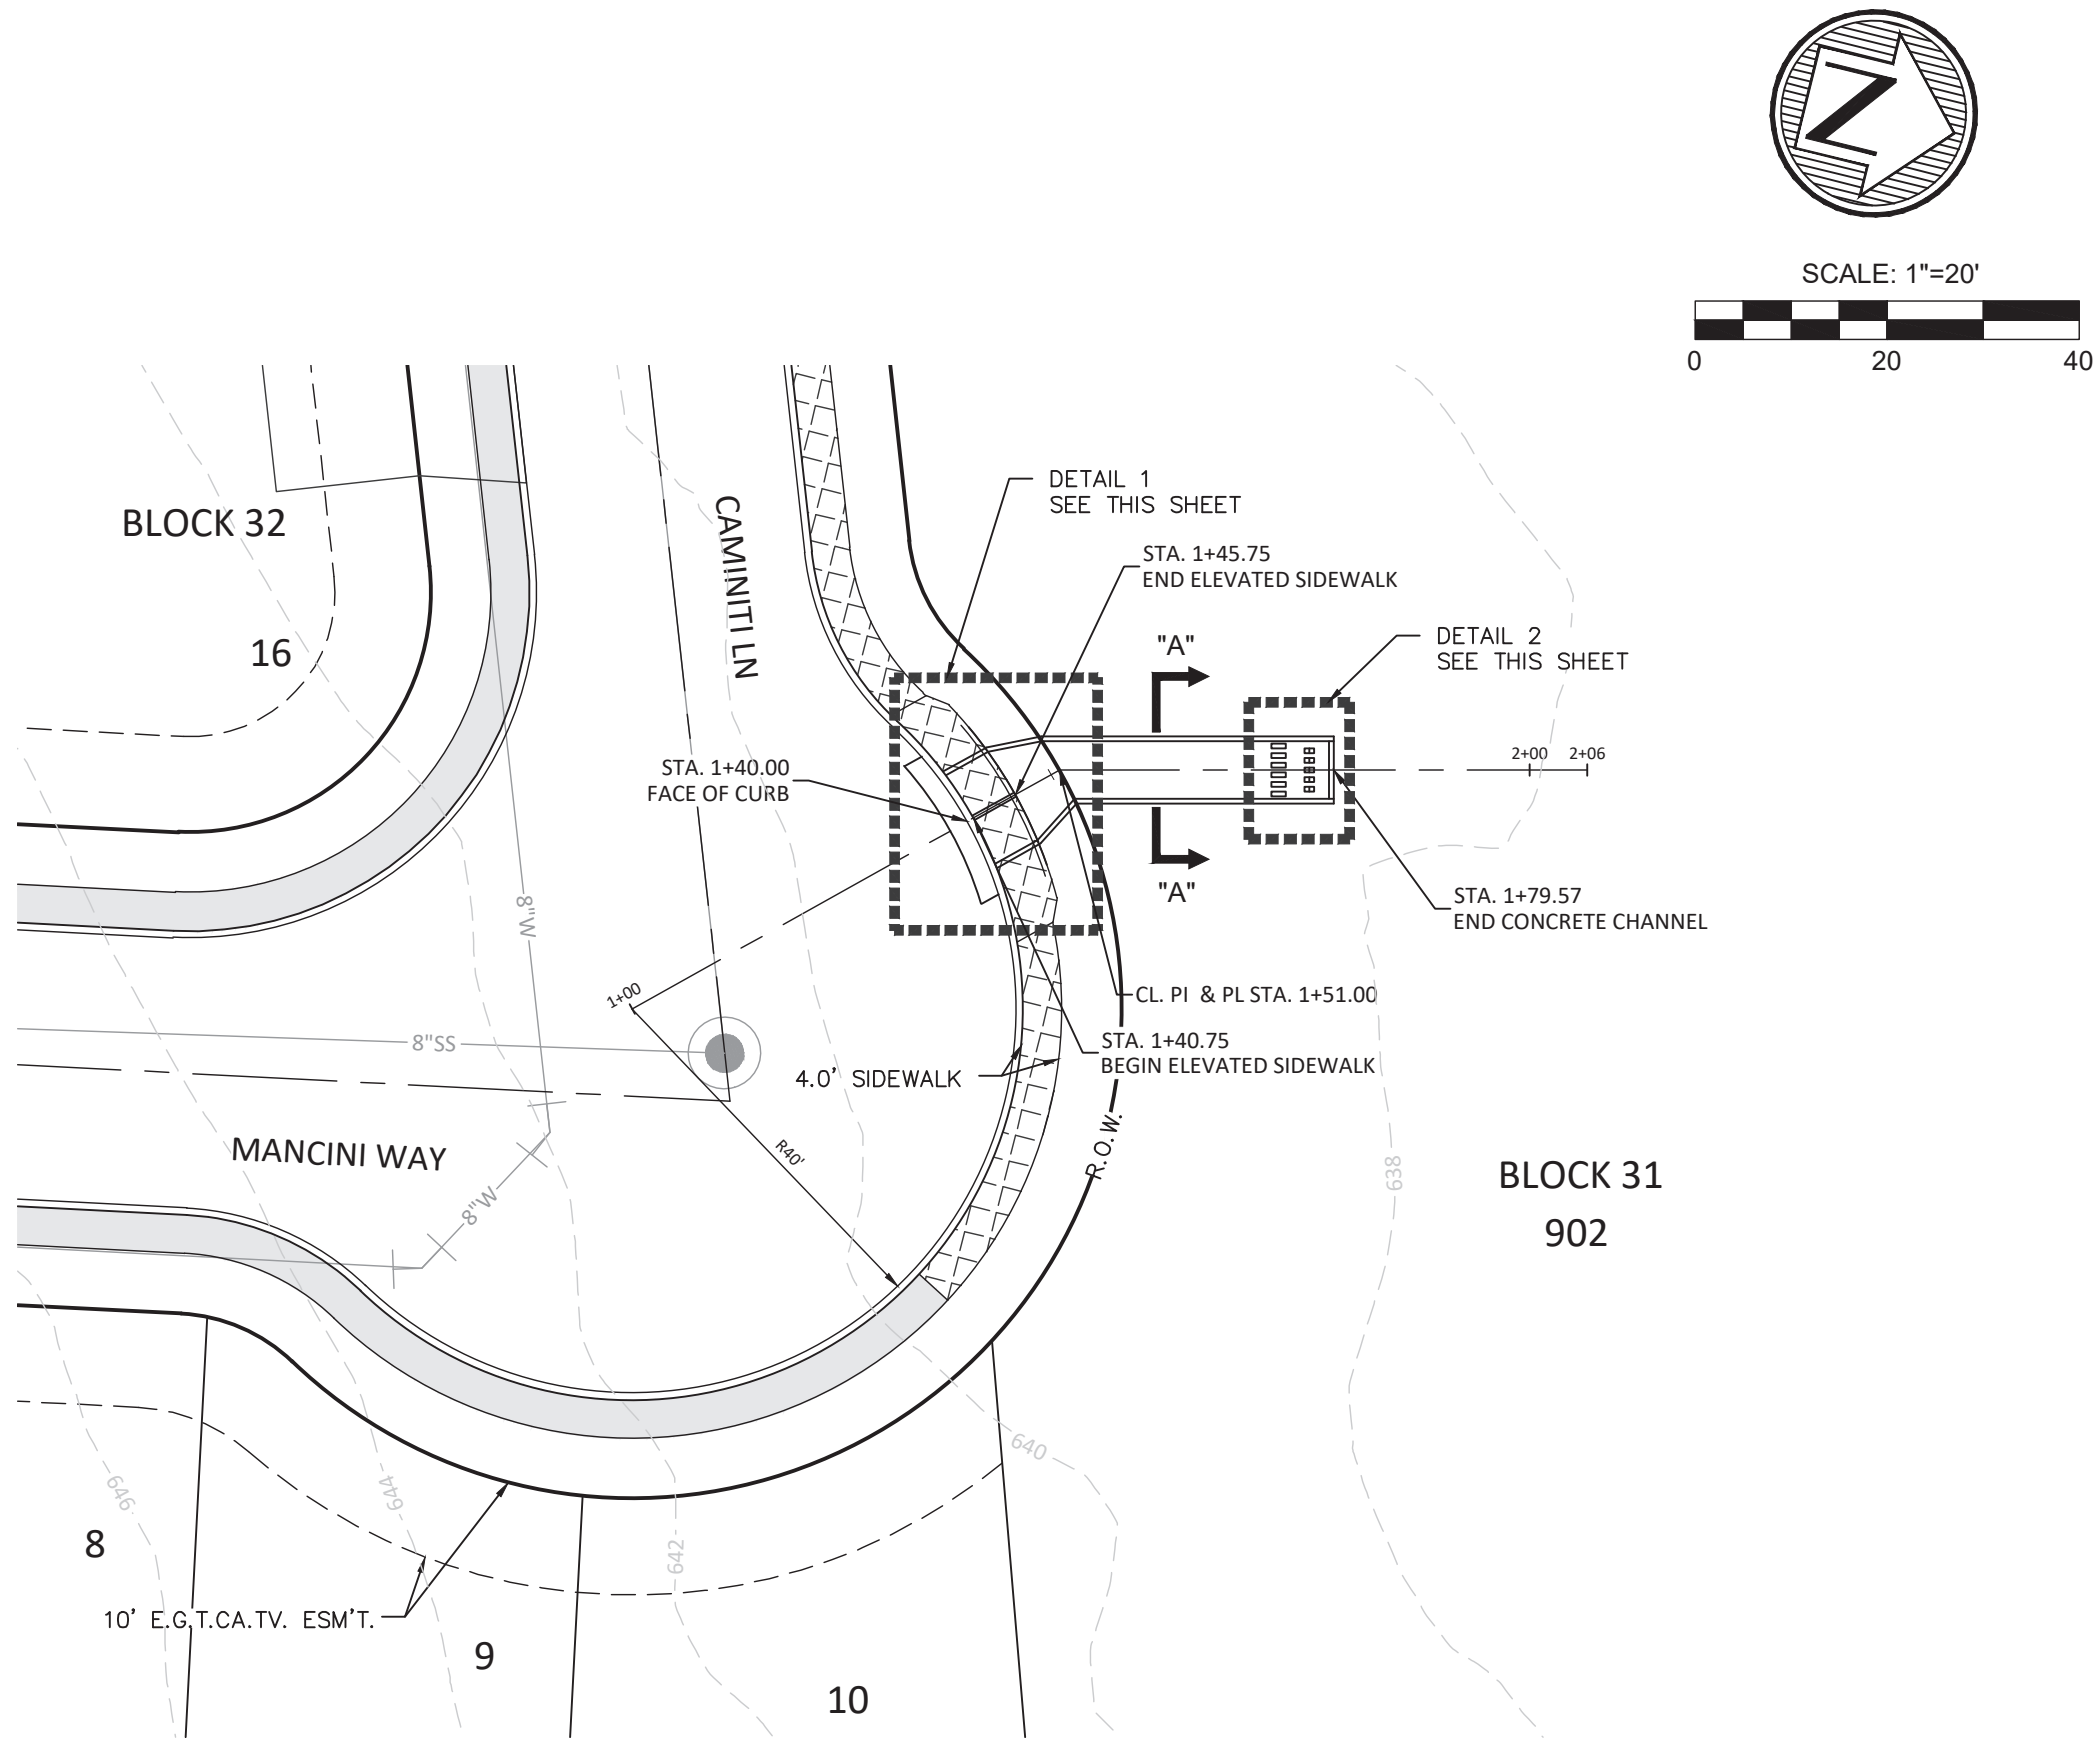 N
SCALE: 1"=20'
0 20 40
DETAIL 1
SEE THIS SHEET
BLOCK 32
CAMINITI LN
STA. 1+45.75
END ELEVATED SIDEWALK
16
"A"
DETAIL 2
SEE THIS SHEET
STA. 1+40.00
FACE OF CURB
2+00 2+06
"A"
STA. 1+79.57
END CONCRETE CHANNEL
8"W
1+00
CL. PI & PL STA. 1+51.00
8"SS
STA. 1+40.75
BEGIN ELEVATED SIDEWALK
4.0' SIDEWALK
R.O.W.
MANCINI WAY
R40'
638
BLOCK 31
902
8"W
640
646
644
642
8
10' E.G.T.CA.TV. ESM'T.
9
10